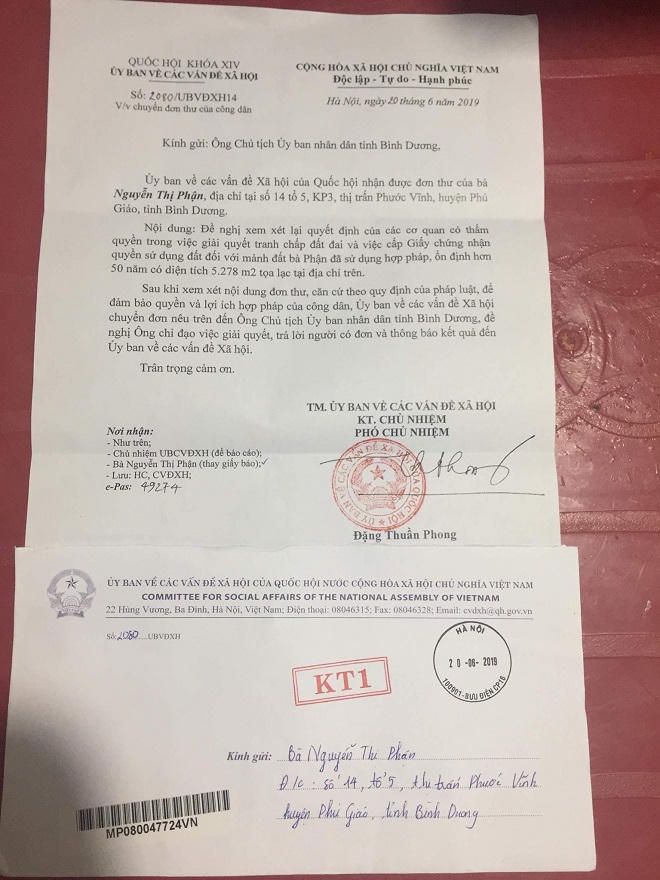 QUỐC HỘI KHÓA XIV
ỦY BAN VỀ CÁC VẤN ĐỀ XÃ HỘI
CỘNG HÒA XÃ HỘI CHỦ NGHĨA VIỆT NAM
Độc lập - Tự do - Hạnh phúc
Số: 2080/UBVĐXH14
V/v chuyển đơn thư của công dân
Hà Nội, ngày 20 tháng 6 năm 2019
Kính gửi: Ông Chủ tịch Ủy ban nhân dân tỉnh Bình Dương,
Ủy ban về các vấn đề Xã hội của Quốc hội nhận được đơn thư của bà
Nguyễn Thị Phận, địa chỉ tại số 14 tổ 5, KP3, thị trấn Phước Vĩnh, huyện Phú
Giáo, tỉnh Bình Dương.
Nội dung: Đề nghị xem xét lại quyết định của các cơ quan có thẩm
quyền trong việc giải quyết tranh chấp đất đai và việc cấp Giấy chứng nhận
quyền sử dụng đất đối với mảnh đất bà Phận đã sử dụng hợp pháp, ổn định hơn
50 năm có diện tích 5.278 m2 tọa lạc tại địa chỉ trên.
Sau khi xem xét nội dung đơn thư, căn cứ theo quy định của pháp luật, để
đảm bảo quyền và lợi ích hợp pháp của công dân, Ủy ban về các vấn đề Xã hội
chuyển đơn nêu trên đến Ông Chủ tịch Ủy ban nhân dân tỉnh Bình Dương, đề
nghị Ông chỉ đạo việc giải quyết, trả lời người có đơn và thông báo kết quả đến
Ủy ban về các vấn đề Xã hội.
Trân trọng cảm ơn.
TM. ỦY BAN VỀ CÁC VẤN ĐỀ XÃ HỘI
KT. CHỦ NHIỆM
PHÓ CHỦ NHIỆM
Nơi nhận:
- Như trên;
- Chủ nhiệm UBCVĐXH (để báo cáo);
- Bà Nguyễn Thị Phận (thay giấy báo);
- Lưu: HC, CVĐXH;
e-Pas: 49274
Đặng Thuần Phong
ỦY BAN VỀ CÁC VẤN ĐỀ XÃ HỘI CỦA QUỐC HỘI NƯỚC CỘNG HÒA XÃ HỘI CHỦ NGHĨA VIỆT NAM
COMMITTEE FOR SOCIAL AFFAIRS OF THE NATIONAL ASSEMBLY OF VIETNAM
22 Hùng Vương, Ba Đình, Hà Nội, Việt Nam; Điện thoại: 08046315; Fax: 08046328; Email: cvdxh@qh.gov.vn
Số: 2080.....UBVĐXH
HÀ NỘI
20-06-2019
100901-BƯU ĐIỆN CP16
KT1
Kính gửi: Bà Nguyễn Thị Phận
Đ/c: số 14, tổ 5, thị trấn Phước Vĩnh
huyện Phú Giáo, tỉnh Bình Dương
MP080047724VN